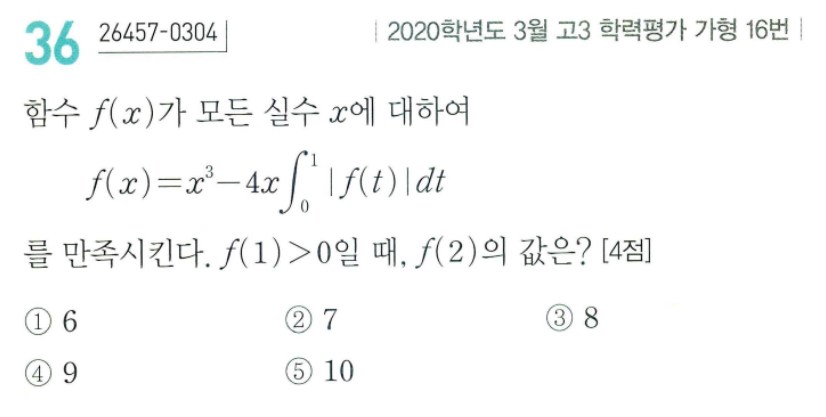 36 26457-0304 2020학년도 3월 고3 학력평가 가형 16번
함수 f(x)가 모든 실수 x에 대하여
f(x)=x³-4x∫₀¹|f(t)|dt
를 만족시킨다. f(1)>0일 때, f(2)의 값은? [4점]
① 6 ② 7 ③ 8
④ 9 ⑤ 10